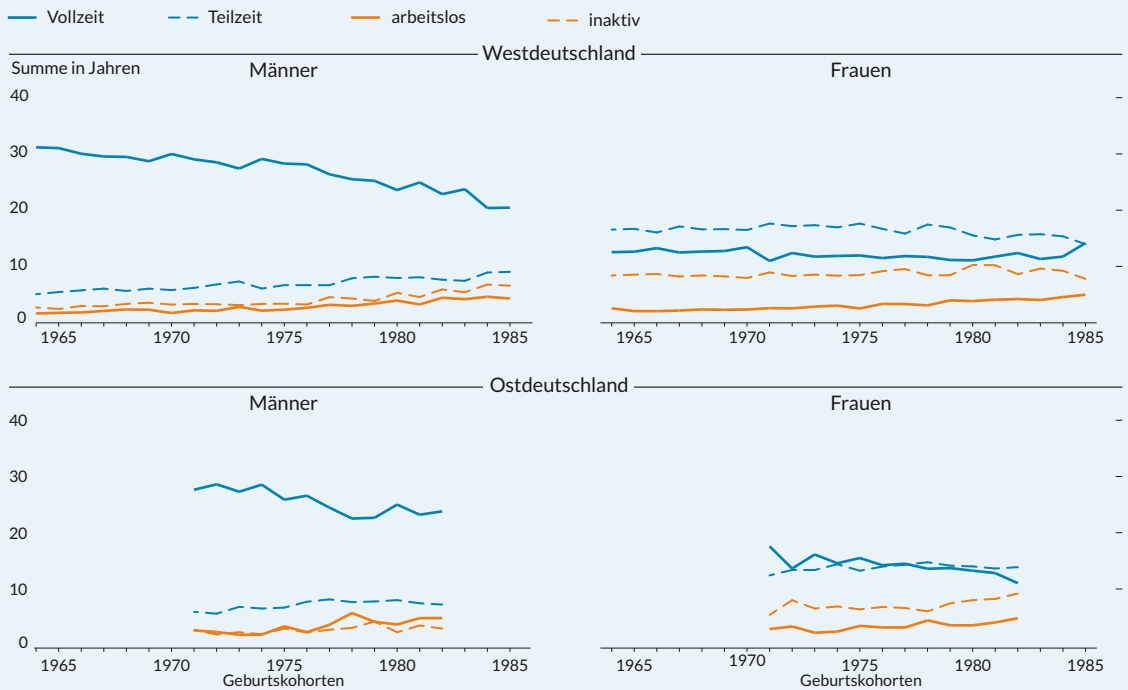 Vollzeit Teilzeit arbeitslos inaktiv
Westdeutschland
Summe in Jahren Männer Frauen
40
30
20
10
0
1965 1970 1975 1980 1985 1965 1970 1975 1980 1985
Ostdeutschland
Männer Frauen
40
30
20
10
0
1965 1970 1975 1980 1985 1965 1970 1975 1980 1985
Geburtskohorten Geburtskohorten